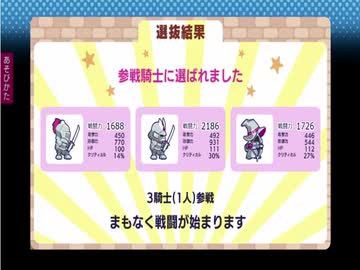 あそびかた
選抜結果
参戦騎士に選ばれました
戦闘力 1688
攻撃力 450
防御力 770
HP 100
クリティカル 14%
戦闘力 2186
攻撃力 492
防御力 931
HP 111
クリティカル 30%
戦闘力 1726
攻撃力 446
防御力 544
HP 112
クリティカル 27%
3騎士(1人)参戦
まもなく戦闘が始まります